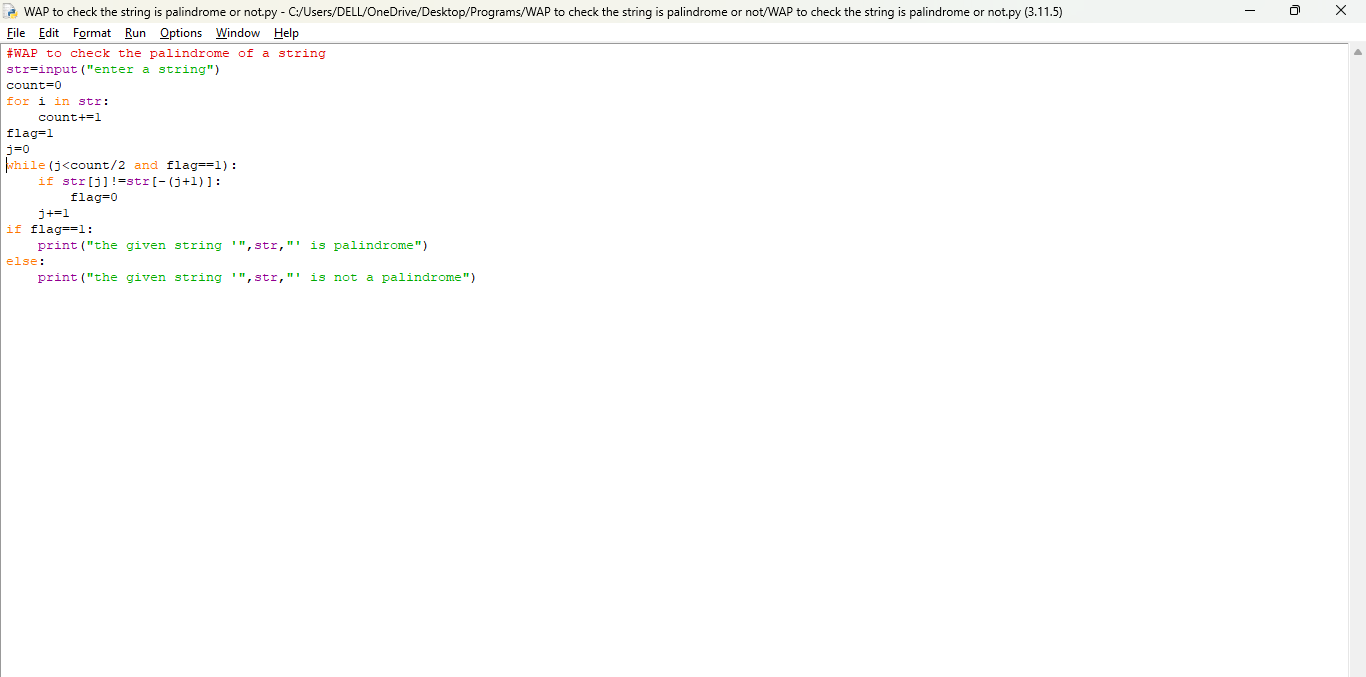 WAP to check the string is palindrome or not.py - C:/Users/DELL/OneDrive/Desktop/Programs/WAP to check the string is palindrome or not/WAP to check the string is palindrome or not.py (3.11.5)
File Edit Format Run Options Window Help
#WAP to check the palindrome of a string
str=input("enter a string")
count=0
for i in str:
    count+=1
flag=1
j=0
while(j<count/2 and flag==1):
    if str[j]!=str[-(j+1)]:
        flag=0
    j+=1
if flag==1:
    print("the given string '",str,"' is palindrome")
else:
    print("the given string '",str,"' is not a palindrome")